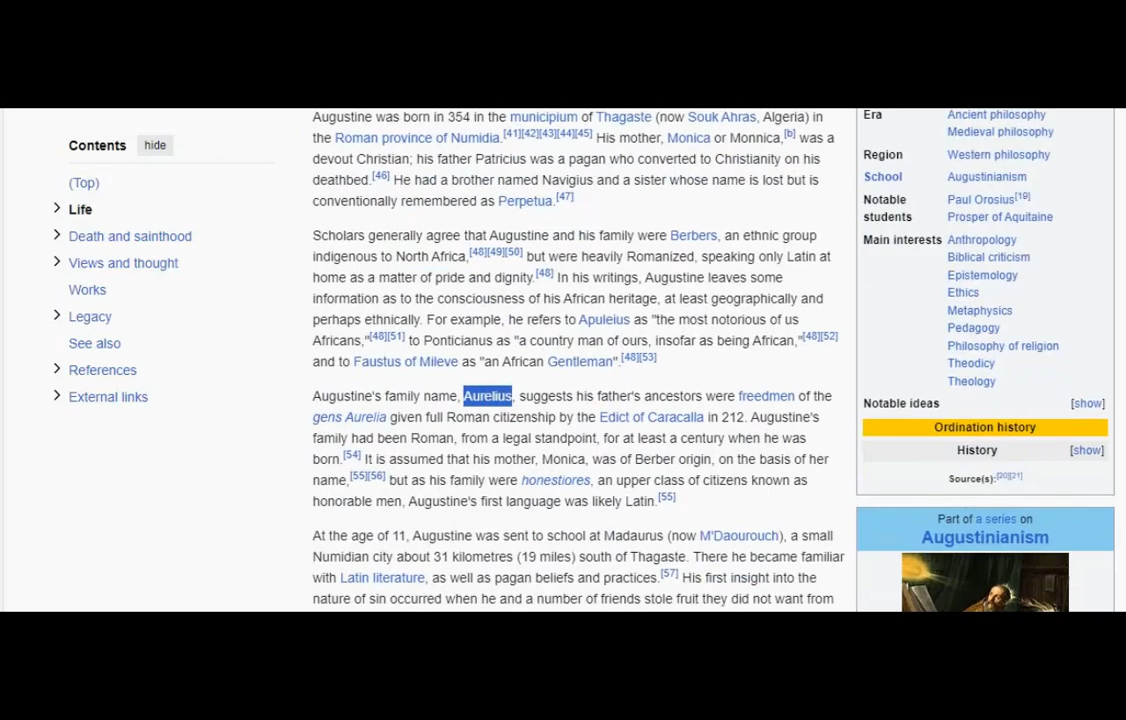 Contents hide
(Top)
Life
Death and sainthood
Views and thought
Works
Legacy
See also
References
External links
Augustine was born in 354 in the municipium of Thagaste (now Souk Ahras, Algeria) in
the Roman province of Numidia.[41][42][43][44][45] His mother, Monica or Monnica,[b] was a
devout Christian; his father Patricius was a pagan who converted to Christianity on his
deathbed.[46] He had a brother named Navigius and a sister whose name is lost but is
conventionally remembered as Perpetua.[47]
Scholars generally agree that Augustine and his family were Berbers, an ethnic group
indigenous to North Africa,[48][49][50] but were heavily Romanized, speaking only Latin at
home as a matter of pride and dignity.[48] In his writings, Augustine leaves some
information as to the consciousness of his African heritage, at least geographically and
perhaps ethnically. For example, he refers to Apuleius as "the most notorious of us
Africans,"[48][51] to Ponticianus as "a country man of ours, insofar as being African,"[48][52]
and to Faustus of Mileve as "an African Gentleman".[48][53]
Augustine's family name, Aurelius, suggests his father's ancestors were freedmen of the
gens Aurelia given full Roman citizenship by the Edict of Caracalla in 212. Augustine's
family had been Roman, from a legal standpoint, for at least a century when he was
born.[54] It is assumed that his mother, Monica, was of Berber origin, on the basis of her
name,[55][56] but as his family were honestiores, an upper class of citizens known as
honorable men, Augustine's first language was likely Latin.[55]
At the age of 11, Augustine was sent to school at Madaurus (now M'Daourouch), a small
Numidian city about 31 kilometres (19 miles) south of Thagaste. There he became familiar
with Latin literature, as well as pagan beliefs and practices.[57] His first insight into the
nature of sin occurred when he and a number of friends stole fruit they did not want from
Era Ancient philosophy
Medieval philosophy
Region Western philosophy
School Augustinianism
Notable Paul Orosius[19]
students Prosper of Aquitaine
Main interests Anthropology
Biblical criticism
Epistemology
Ethics
Metaphysics
Pedagogy
Philosophy of religion
Theodicy
Theology
Notable ideas [show]
Ordination history
History [show]
Source(s):[20][21]
Part of a series on
Augustinianism